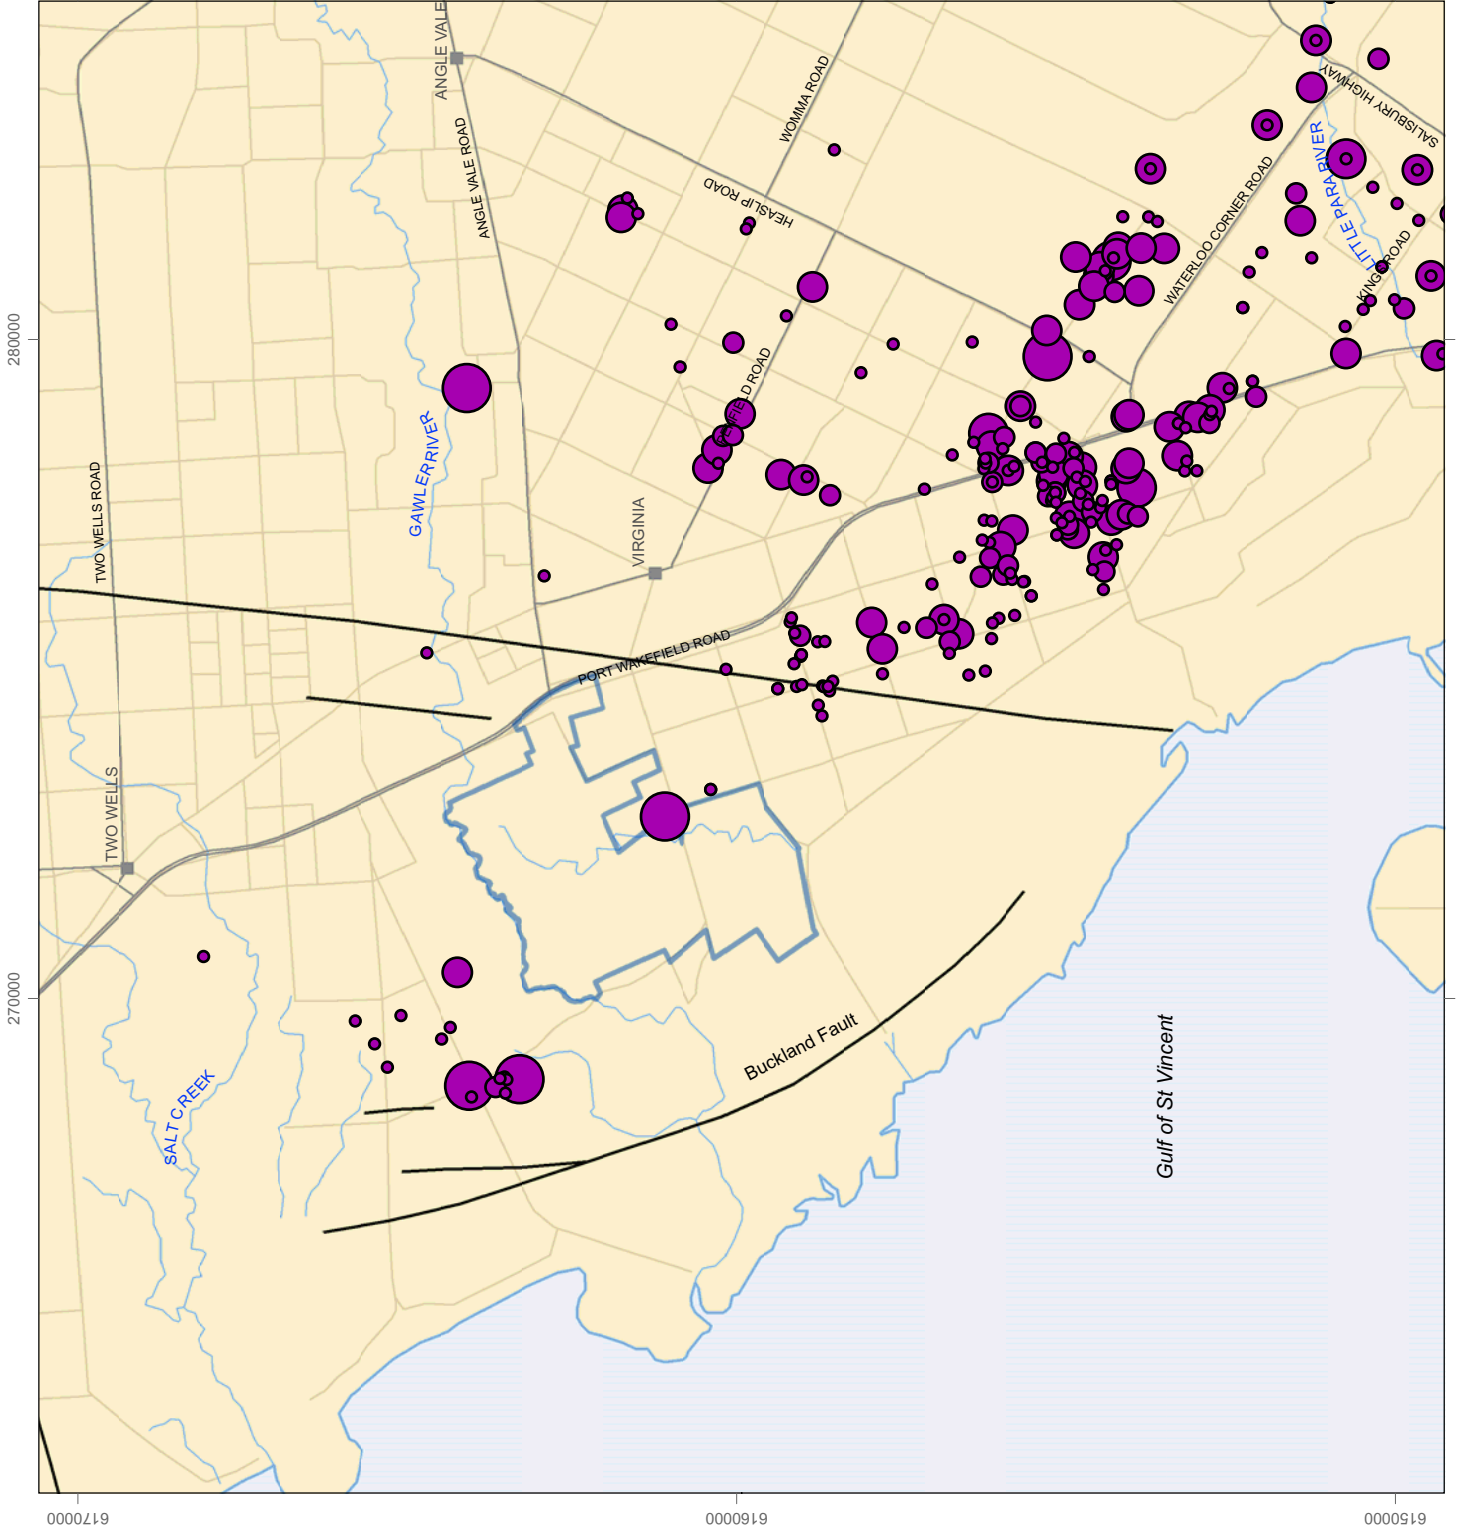 ANGLE VALE
ANGLE VALE ROAD
WOMMA ROAD
HEASLIP ROAD
SALISBURY HIGHWAY
LITTLE PARA RIVER
WATERLOO CORNER ROAD
KINGS ROAD
280000
TWO WELLS ROAD
GAWLER RIVER
VIRGINIA
PORT WAKEFIELD ROAD
TWO WELLS
270000
SALT CREEK
Buckland Fault
Gulf of St Vincent
6170000
6160000
6150000